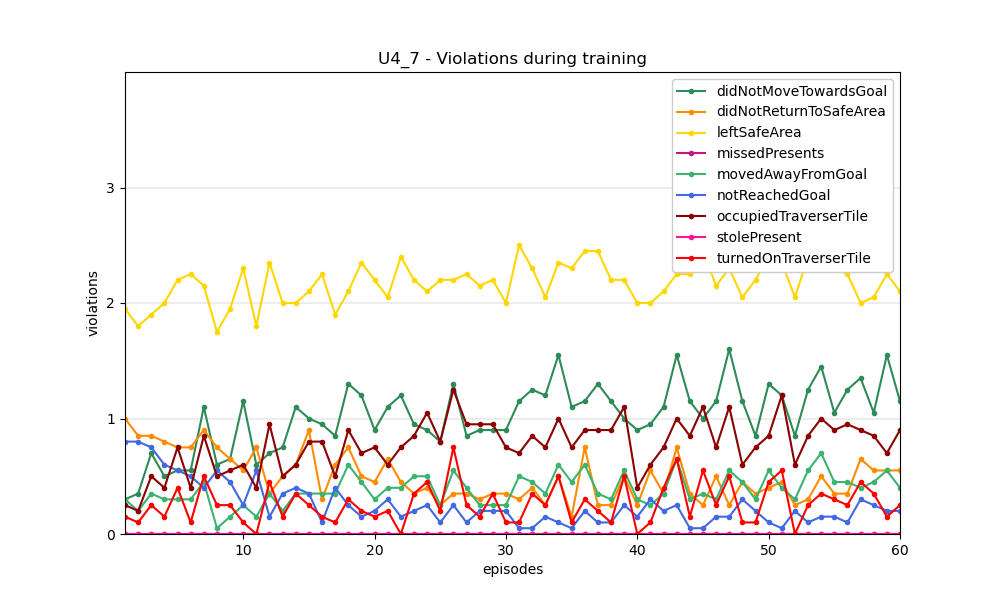 U4_7 - Violations during training
didNotMoveTowardsGoal
didNotReturnToSafeArea
leftSafeArea
missedPresents
movedAwayFromGoal
notReachedGoal
occupiedTraverserTile
stolePresent
turnedOnTraverserTile
3
2
1
0
violations
10 20 30 40 50 60
episodes